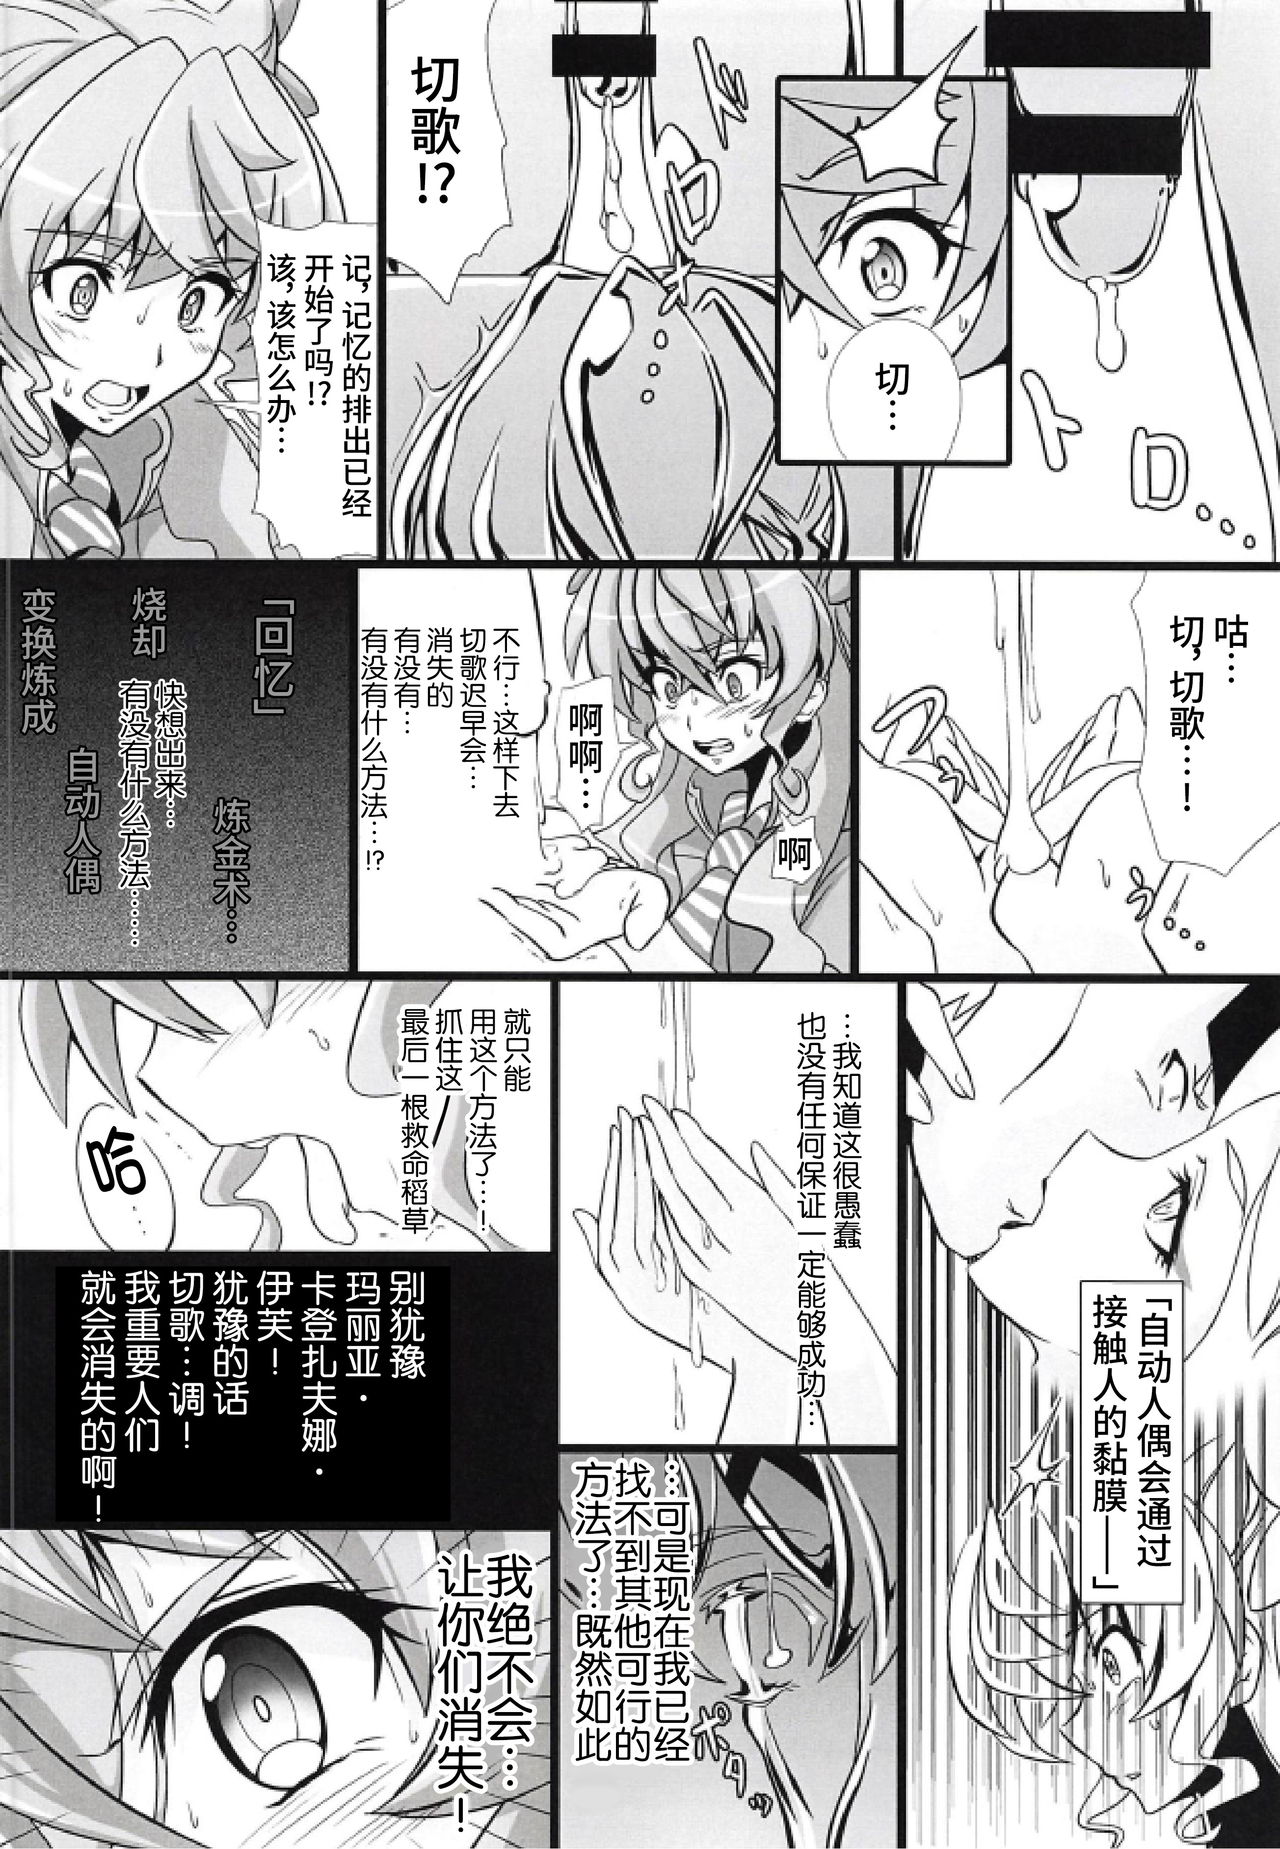 切…
トロ…
切歌!?
ドロッ…
记,记忆的排出已经
开始了吗!?
该,该怎么办…
咕…
切,切歌…!
啊
啊啊…
不行…这样下去
切歌迟早会…
消失的
有没有…
有没有什么方法…!?
「回忆」
炼金术…
烧却
快想出来…
有没有什么方法……
自动人偶
变换炼成
「自动人偶会通过
接触人的黏膜——」
…我知道这很愚蠢
也没有任何保证一定能够成功…
…可是现在我已经
找不到其他可行的
方法了…既然如此
ポロッ
就只能
用这个方法了…!
抓住这
最后一根救命稻草
哈…
别犹豫
玛丽亚·
卡登扎夫娜·
伊芙!
犹豫的话
切歌…调!
我重要人们
就会消失的啊!
我绝不会…
让你们消失!